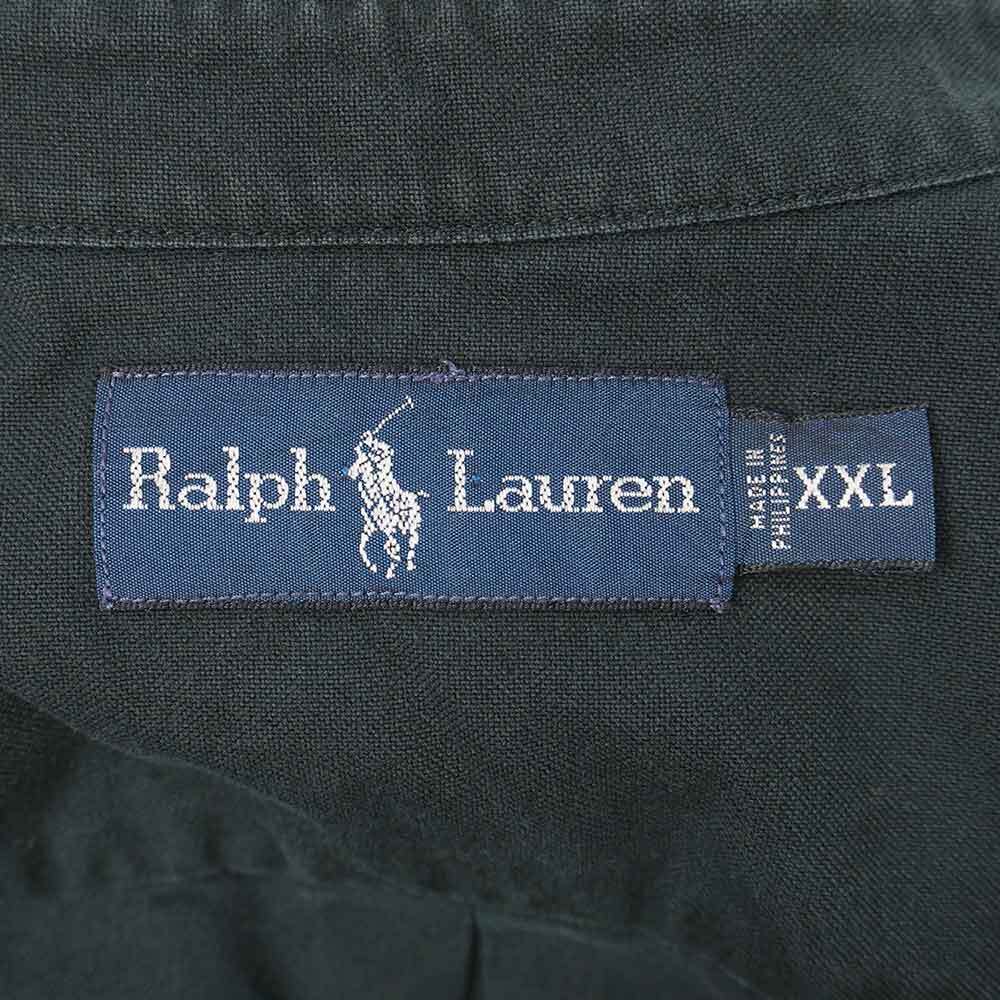 Ralph Lauren
MADE IN
PHILIPPINES
XXL